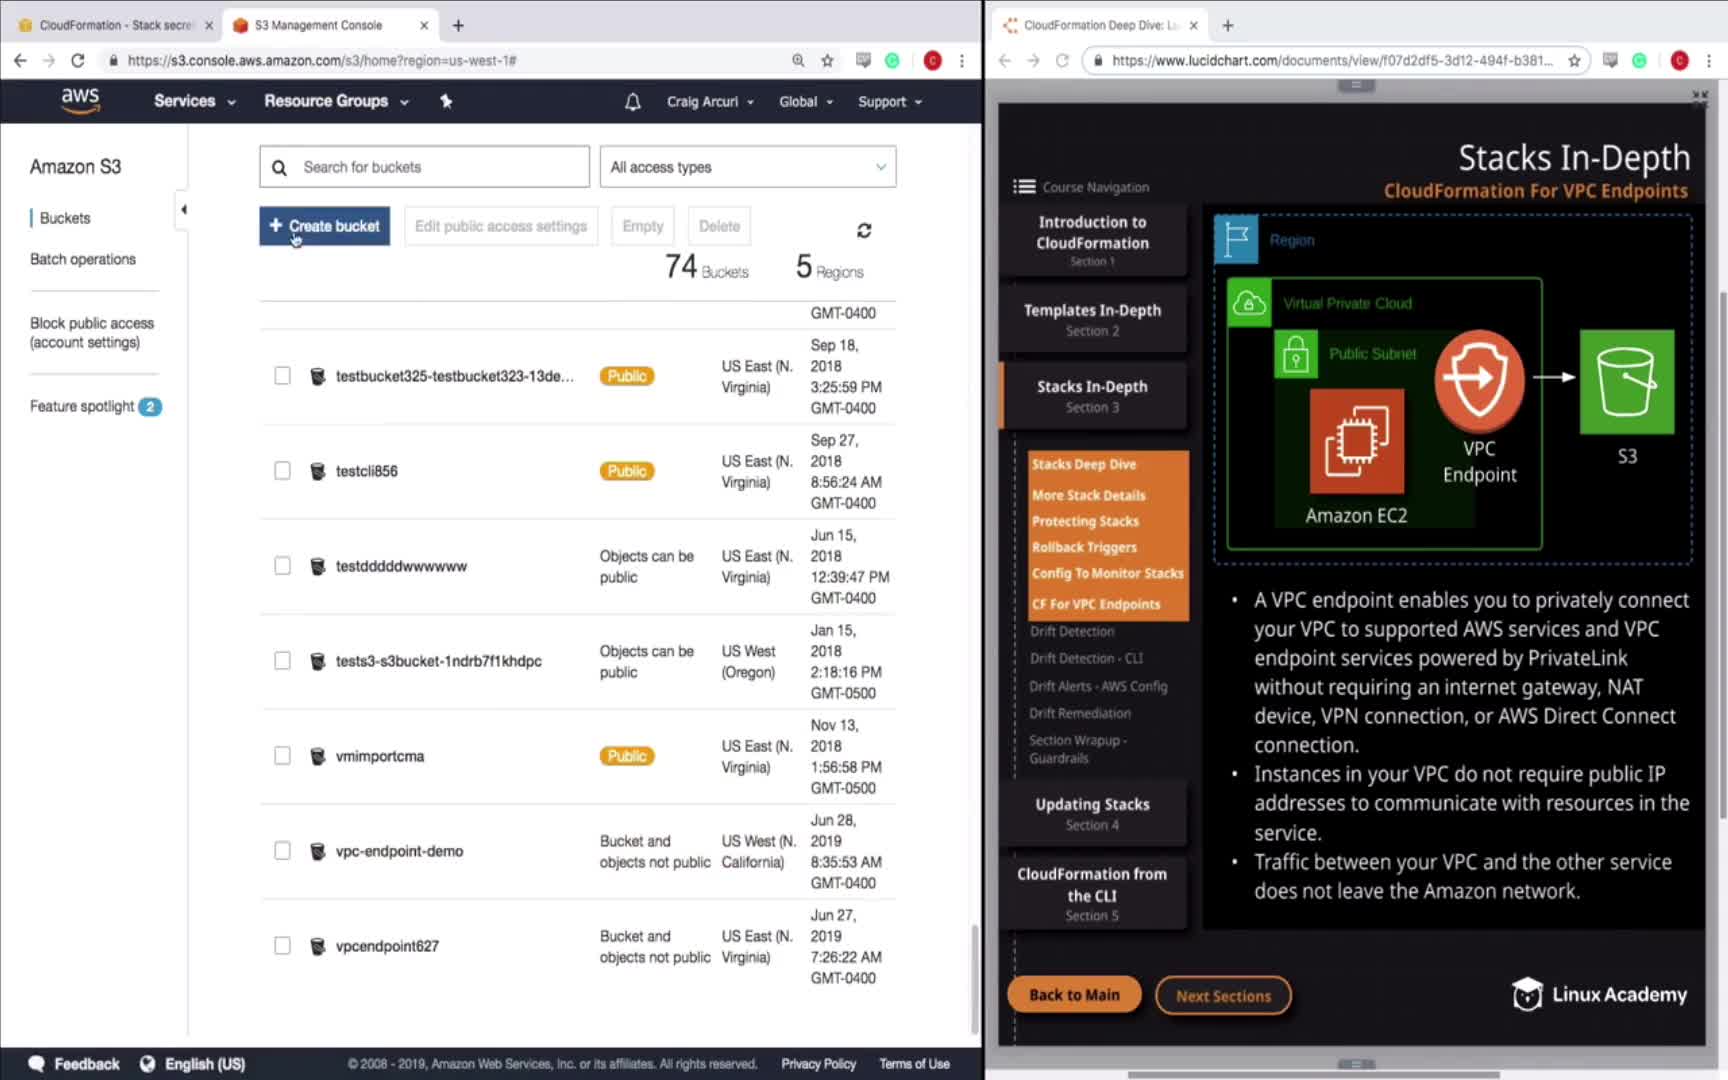 CloudFormation - Stack secre
S3 Management Console
https://s3.console.aws.amazon.com/s3/home?region=us-west-1#
aws
Services
Resource Groups
Craig Arcuri
Global
Support
Amazon S3
Buckets
Batch operations
Block public access
(account settings)
Feature spotlight 2
Search for buckets
All access types
+ Create bucket
Edit public access settings
Empty
Delete
74 Buckets
5 Regions
GMT-0400
testbucket325-testbucket323-13de...
Public
US East (N.
Virginia)
Sep 18,
2018
3:25:59 PM
GMT-0400
testcli856
Public
US East (N.
Virginia)
Sep 27,
2018
8:56:24 AM
GMT-0400
testdddddwwwwww
Objects can be
public
US East (N.
Virginia)
Jun 15,
2018
12:39:47 PM
GMT-0400
tests3-s3bucket-1ndrb7f1khdpc
Objects can be
public
US West
(Oregon)
Jan 15,
2018
2:18:16 PM
GMT-0500
vmimportcma
Public
US East (N.
Virginia)
Nov 13,
2018
1:56:58 PM
GMT-0500
vpc-endpoint-demo
Bucket and
objects not public
US West (N.
California)
Jun 28,
2019
8:35:53 AM
GMT-0400
vpcendpoint627
Bucket and
objects not public
US East (N.
Virginia)
Jun 27,
2019
7:26:22 AM
GMT-0400
Feedback
English (US)
© 2008 - 2019, Amazon Web Services, Inc. or its affiliates. All rights reserved.
Privacy Policy
Terms of Use
CloudFormation Deep Dive: Lu
https://www.lucidchart.com/documents/view/f07d2df5-3d12-494f-b381...
Stacks In-Depth
CloudFormation For VPC Endpoints
Course Navigation
Introduction to
CloudFormation
Section 1
Templates In-Depth
Section 2
Stacks In-Depth
Section 3
Stacks Deep Dive
More Stack Details
Protecting Stacks
Rollback Triggers
Config To Monitor Stacks
CF For VPC Endpoints
Drift Detection
Drift Detection - CLI
Drift Alerts - AWS Config
Drift Remediation
Section Wrapup -
Guardrails
Updating Stacks
Section 4
CloudFormation from
the CLI
Section 5
Region
Virtual Private Cloud
Public Subnet
Amazon EC2
VPC
Endpoint
S3
• A VPC endpoint enables you to privately connect
your VPC to supported AWS services and VPC
endpoint services powered by PrivateLink
without requiring an internet gateway, NAT
device, VPN connection, or AWS Direct Connect
connection.
• Instances in your VPC do not require public IP
addresses to communicate with resources in the
service.
• Traffic between your VPC and the other service
does not leave the Amazon network.
Back to Main
Next Sections
Linux Academy